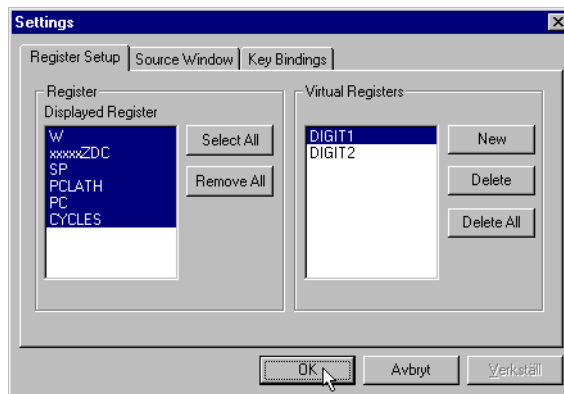 Settings
Register Setup Source Window Key Bindings
Register
Displayed Register
W
xxxxxZDC
SP
PCLATH
PC
CYCLES
Select All
Remove All
Virtual Registers
DIGIT1
DIGIT2
New
Delete
Delete All
OK Avbryt Verkställ